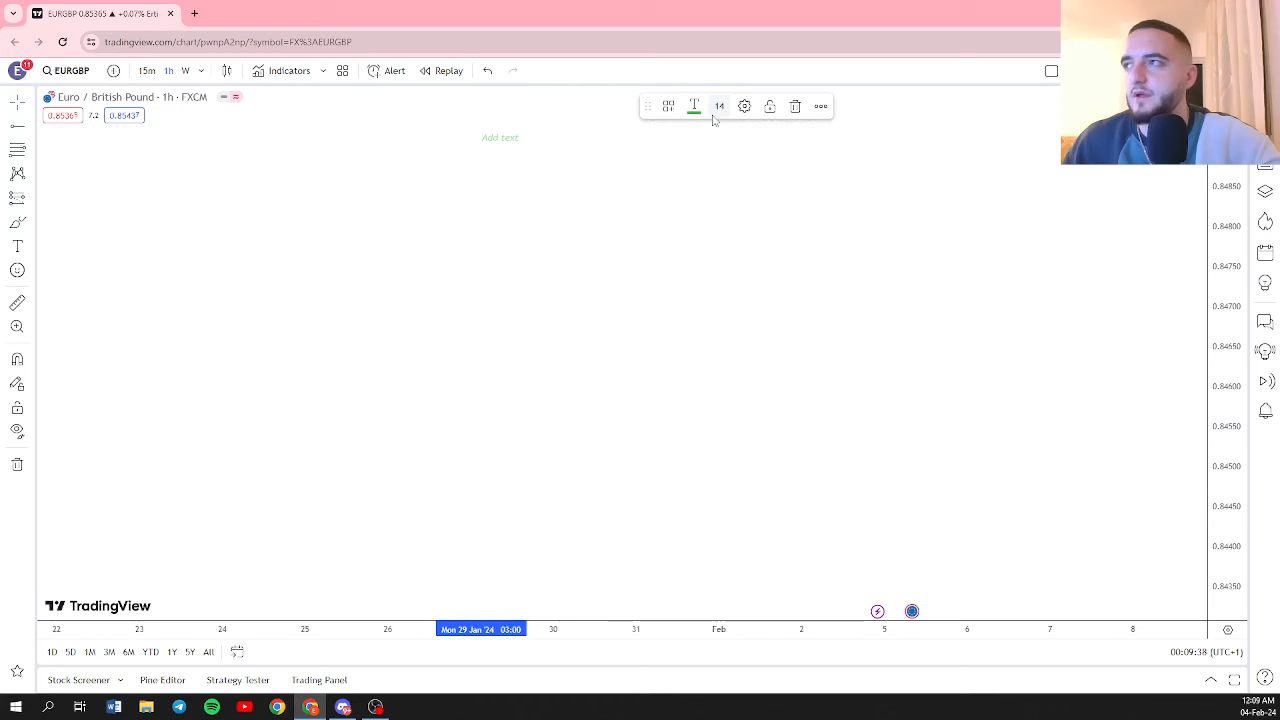 EURGBP 0.85365 ▲ +0.07% Erti
tradingview.com/chart/pwnpA2np/?symbol=FX%3AEURGBP
E 11 EURGBP 15m 1h W Indicators Alert Replay
Euro / British Pound · 1h · FXCM
0.85365 7.2 0.85437
T 14
Add text
0.84850
0.84800
0.84750
0.84700
0.84650
0.84600
0.84550
0.84500
0.84450
0.84400
0.84350
TradingView
22 23 24 25 26 Mon 29 Jan '24 03:00 30 31 Feb 2 5 6 7 8
1D 5D 1M 3M 6M YTD 1Y 5Y All 00:09:38 (UTC+1)
Stock Screener Pine Editor Strategy Tester Trading Panel
12:09 AM
04-Feb-24